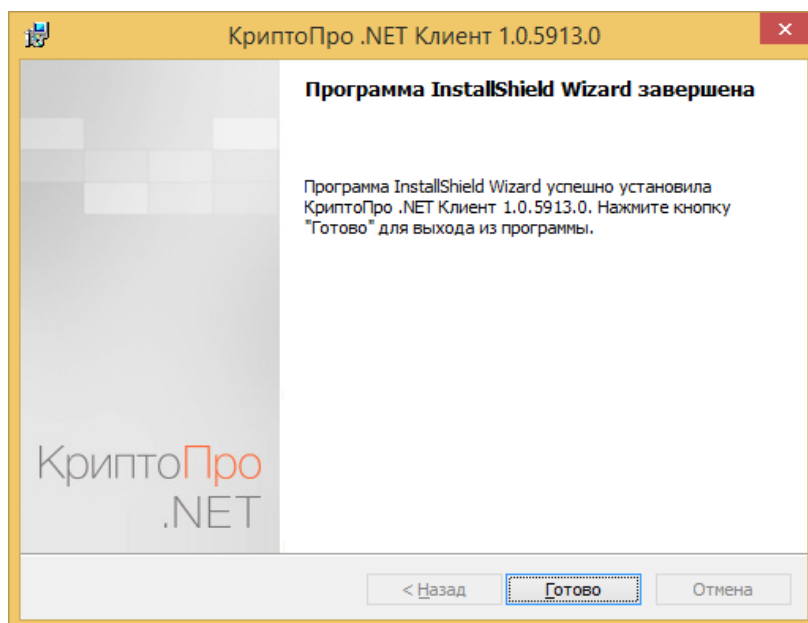 КриптоПро .NET Клиент 1.0.5913.0
Программа InstallShield Wizard завершена
Программа InstallShield Wizard успешно установила
КриптоПро .NET Клиент 1.0.5913.0. Нажмите кнопку
"Готово" для выхода из программы.
КриптоПро
.NET
< Назад
Готово
Отмена